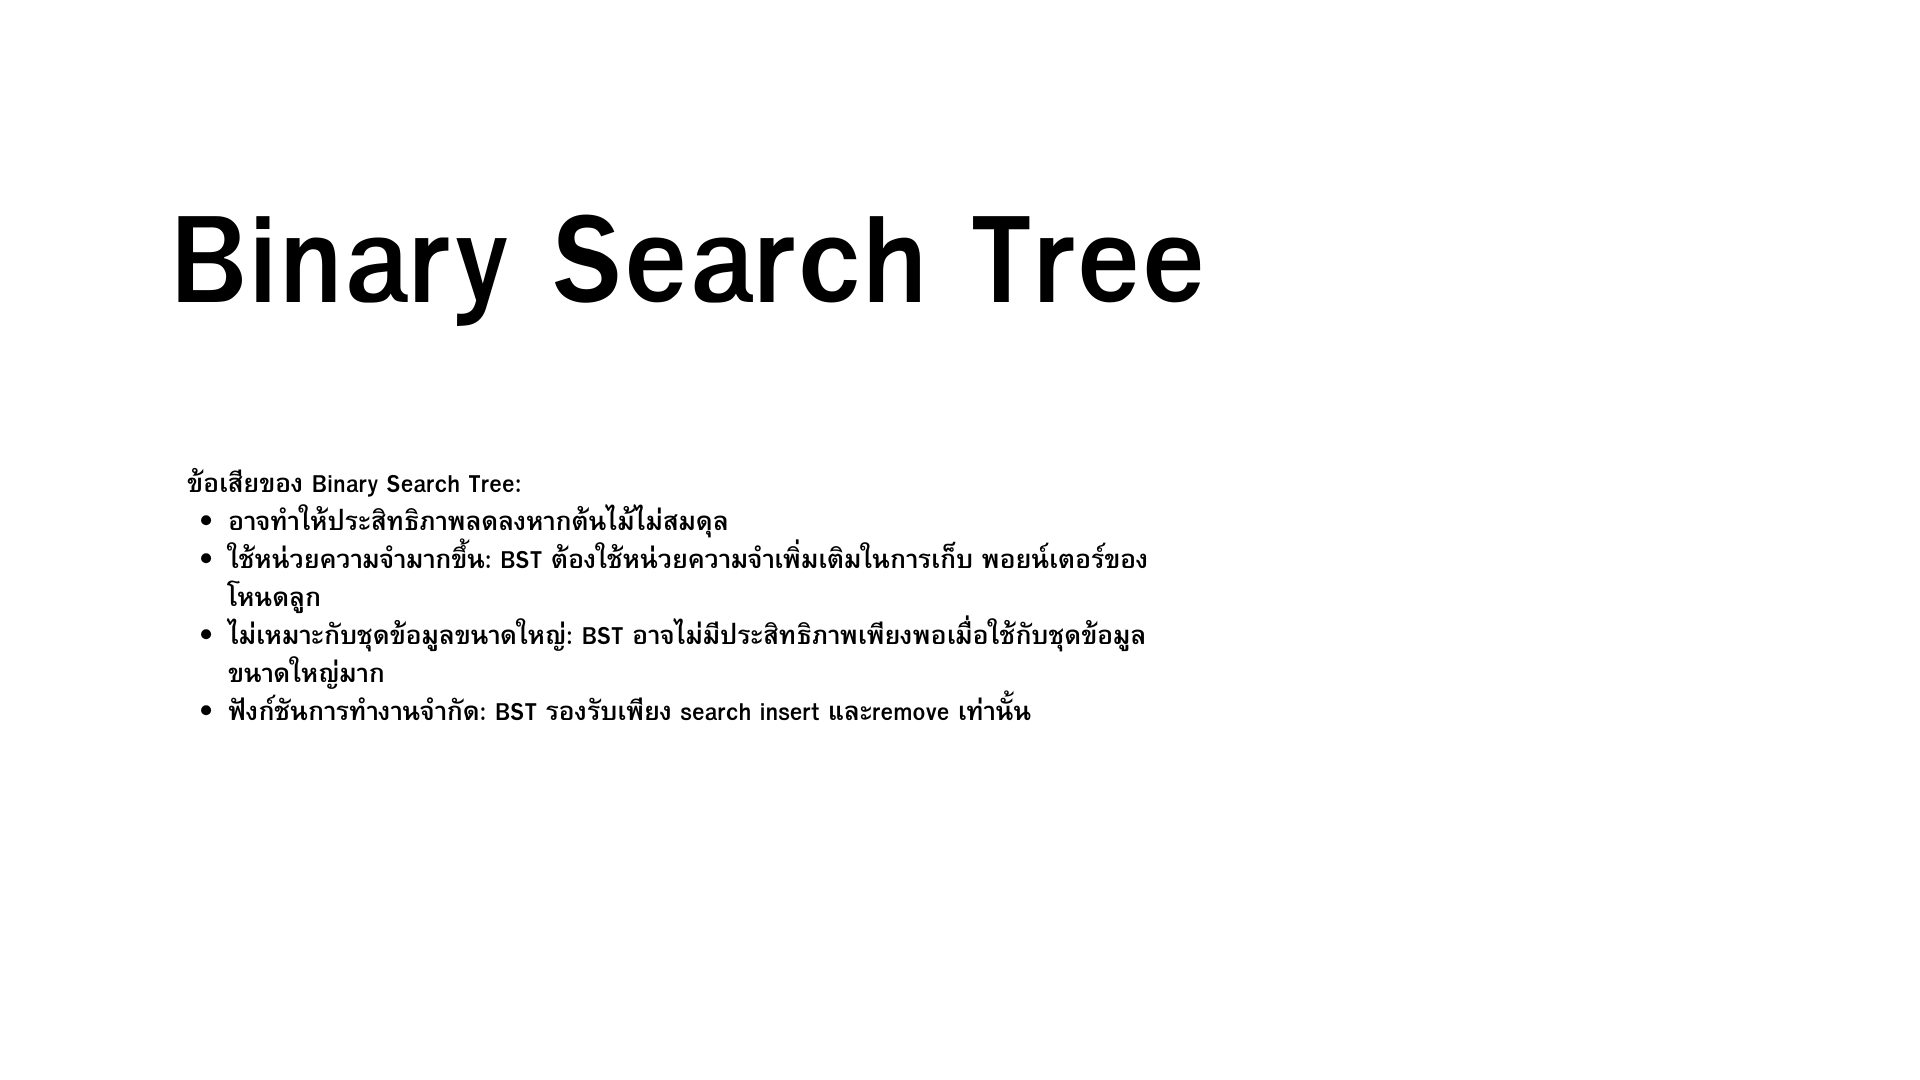 Binary Search Tree
ข้อเสียของ Binary Search Tree:
• อาจทำให้ประสิทธิภาพลดลงหากต้นไม้ไม่สมดุล
• ใช้หน่วยความจำมากขึ้น: BST ต้องใช้หน่วยความจำเพิ่มเติมในการเก็บ พอยน์เตอร์ของ
โหนดลูก
• ไม่เหมาะกับชุดข้อมูลขนาดใหญ่: BST อาจไม่มีประสิทธิภาพเพียงพอเมื่อใช้กับชุดข้อมูล
ขนาดใหญ่มาก
• ฟังก์ชันการทำงานจำกัด: BST รองรับเพียง search insert และremove เท่านั้น